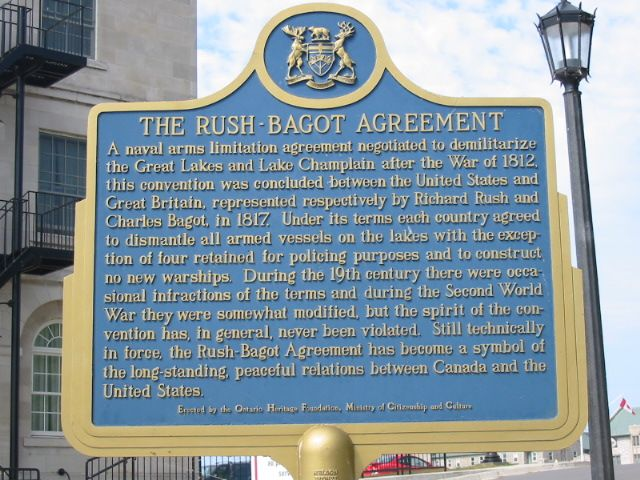 THE RUSH-BAGOT AGREEMENT
A naval arms limitation agreement negotiated to demilitarize
the Great Lakes and Lake Champlain after the War of 1812,
this convention was concluded between the United States and
Great Britain, represented respectively by Richard Rush and
Charles Bagot, in 1817. Under its terms each country agreed
to dismantle all armed vessels on the lakes with the excep-
tion of four retained for policing purposes and to construct
no new warships. During the 19th century there were occa-
sional infractions of the terms and during the Second World
War they were somewhat modified, but the spirit of the con-
vention has, in general, never been violated. Still technically
in force, the Rush-Bagot Agreement has become a symbol of
the long-standing, peaceful relations between Canada and the
United States.
Erected by the Ontario Heritage Foundation, Ministry of Citizenship and Culture